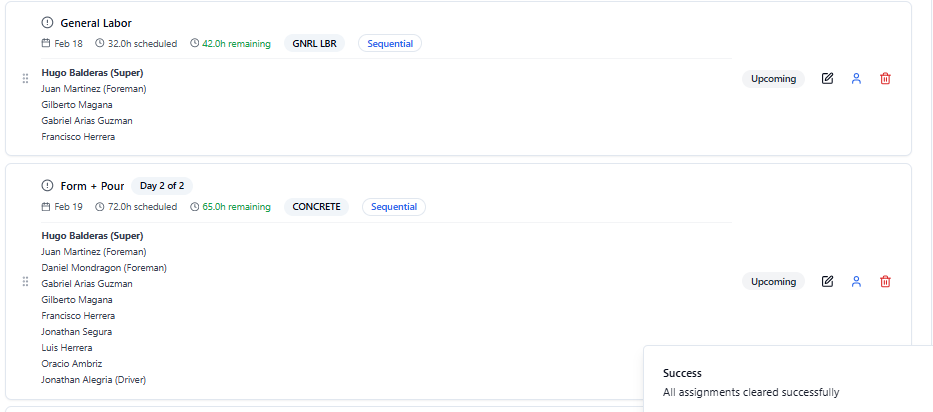 General Labor
Feb 18 32.0h scheduled 42.0h remaining GNRL LBR Sequential
Hugo Balderas (Super)
Juan Martinez (Foreman)
Gilberto Magana
Gabriel Arias Guzman
Francisco Herrera
Upcoming
Form + Pour Day 2 of 2
Feb 19 72.0h scheduled 65.0h remaining CONCRETE Sequential
Hugo Balderas (Super)
Juan Martinez (Foreman)
Daniel Mondragon (Foreman)
Gabriel Arias Guzman
Gilberto Magana
Francisco Herrera
Jonathan Segura
Luis Herrera
Oracio Ambriz
Jonathan Alegria (Driver)
Upcoming
Success
All assignments cleared successfully